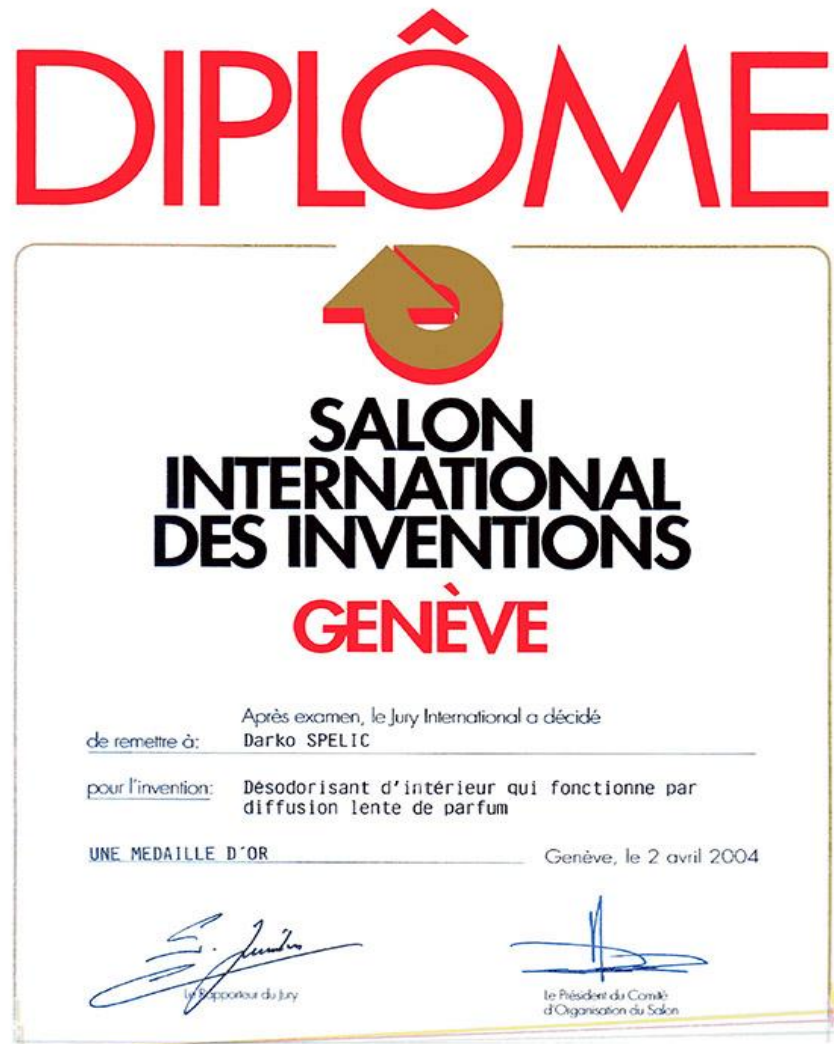 DIPLÔME
SALON
INTERNATIONAL
DES INVENTIONS
GENÈVE
Après examen, le Jury International a décidé
de remettre à: Darko SPELIC
pour l'invention: Désodorisant d'intérieur qui fonctionne par
diffusion lente de parfum
UNE MEDAILLE D'OR Genève, le 2 avril 2004
Le Rapporteur du Jury
Le Président du Comité
d'Organisation du Salon